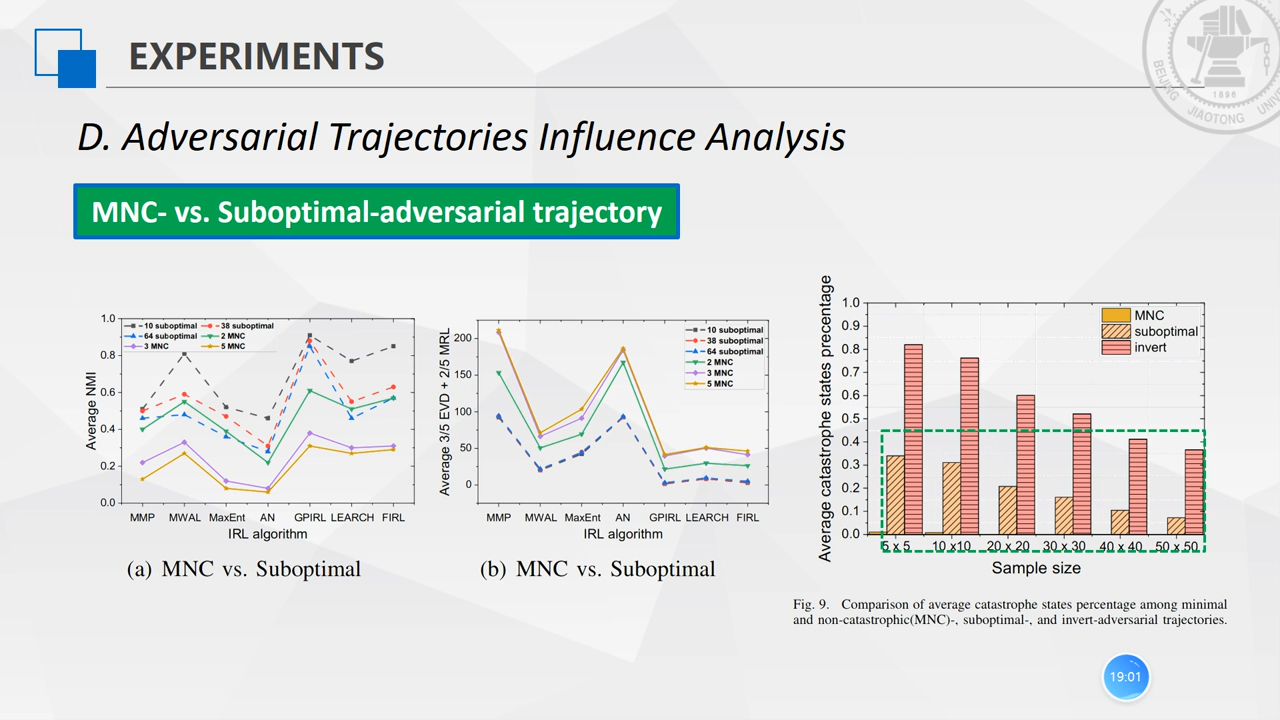 EXPERIMENTS
BEIJING JIAOTONG UNIVE
1896
D. Adversarial Trajectories Influence Analysis
MNC- vs. Suboptimal-adversarial trajectory
1.0
0.8
0.6
0.4
0.2
0.0
Average NMI
10 suboptimal
38 suboptimal
64 suboptimal
2 MNC
3 MNC
5 MNC
MMP MWAL MaxEnt AN GPIRL LEARCH FIRL
IRL algorithm
(a) MNC vs. Suboptimal
200
150
100
50
0
Average 3/5 EVD + 2/5 MRL
10 suboptimal
38 suboptimal
64 suboptimal
2 MNC
3 MNC
5 MNC
MMP MWAL MaxEnt AN GPIRL LEARCH FIRL
IRL algorithm
(b) MNC vs. Suboptimal
1.0
0.9
0.8
0.7
0.6
0.5
0.4
0.3
0.2
0.1
0.0
Average catastrophe states percentage
MNC
suboptimal
invert
5 x 5 10 x10 20 x 20 30 x 30 40 x 40 50 x 50
Sample size
Fig. 9. Comparison of average catastrophe states percentage among minimal
and non-catastrophic(MNC)-, suboptimal-, and invert-adversarial trajectories.
19:01